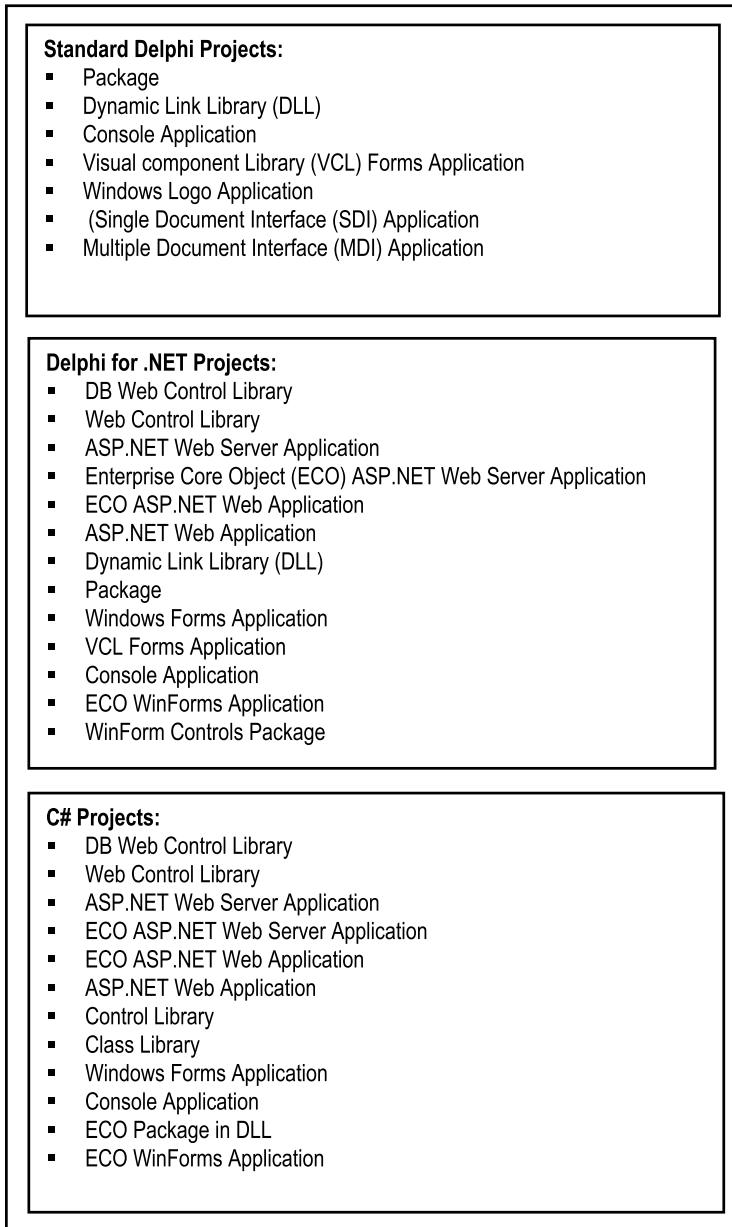 Standard Delphi Projects:
▪ Package
▪ Dynamic Link Library (DLL)
▪ Console Application
▪ Visual component Library (VCL) Forms Application
▪ Windows Logo Application
▪ (Single Document Interface (SDI) Application
▪ Multiple Document Interface (MDI) Application
Delphi for .NET Projects:
▪ DB Web Control Library
▪ Web Control Library
▪ ASP.NET Web Server Application
▪ Enterprise Core Object (ECO) ASP.NET Web Server Application
▪ ECO ASP.NET Web Application
▪ ASP.NET Web Application
▪ Dynamic Link Library (DLL)
▪ Package
▪ Windows Forms Application
▪ VCL Forms Application
▪ Console Application
▪ ECO WinForms Application
▪ WinForm Controls Package
C# Projects:
▪ DB Web Control Library
▪ Web Control Library
▪ ASP.NET Web Server Application
▪ ECO ASP.NET Web Server Application
▪ ECO ASP.NET Web Application
▪ ASP.NET Web Application
▪ Control Library
▪ Class Library
▪ Windows Forms Application
▪ Console Application
▪ ECO Package in DLL
▪ ECO WinForms Application